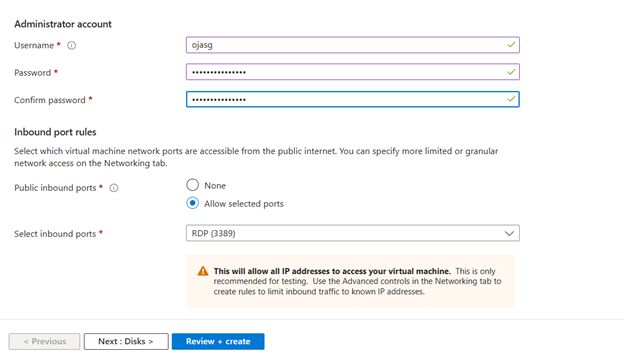 Administrator account
Username *
ojasg
Password *
•••••••••••••••
Confirm password *
•••••••••••••••
Inbound port rules
Select which virtual machine network ports are accessible from the public internet. You can specify more limited or granular
network access on the Networking tab.
Public inbound ports *
None
Allow selected ports
Select inbound ports *
RDP (3389)
This will allow all IP addresses to access your virtual machine. This is only
recommended for testing. Use the Advanced controls in the Networking tab to
create rules to limit inbound traffic to known IP addresses.
< Previous
Next : Disks >
Review + create